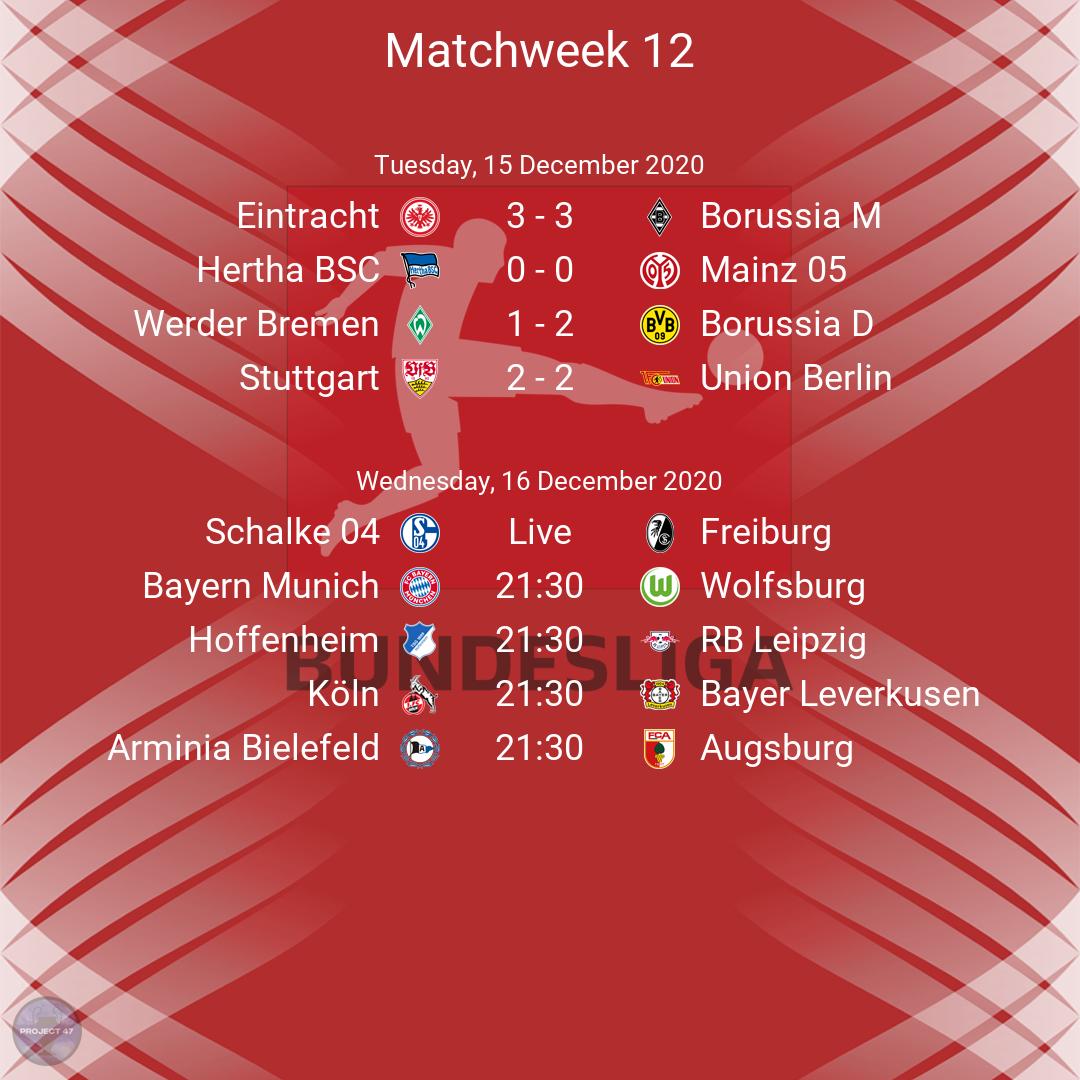 Matchweek 12
Tuesday, 15 December 2020
Eintracht 3 - 3 Borussia M
Hertha BSC 0 - 0 Mainz 05
Werder Bremen 1 - 2 Borussia D
Stuttgart 2 - 2 Union Berlin
Wednesday, 16 December 2020
Schalke 04 Live Freiburg
Bayern Munich 21:30 Wolfsburg
Hoffenheim 21:30 RB Leipzig
BUNDESLIGA
Köln 21:30 Bayer Leverkusen
Arminia Bielefeld 21:30 Augsburg
PROJECT 47